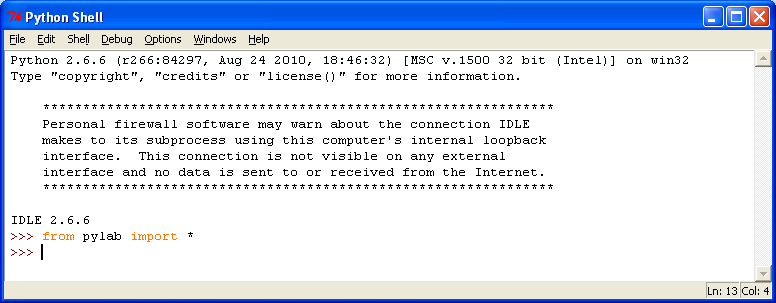 Python Shell
File Edit Shell Debug Options Windows Help
Python 2.6.6 (r266:84297, Aug 24 2010, 18:46:32) [MSC v.1500 32 bit (Intel)] on win32
Type "copyright", "credits" or "license()" for more information.
****************************************************************
Personal firewall software may warn about the connection IDLE
makes to its subprocess using this computer's internal loopback
interface.  This connection is not visible on any external
interface and no data is sent to or received from the Internet.
****************************************************************
IDLE 2.6.6
>>> from pylab import *
>>>
Ln: 13 Col: 4